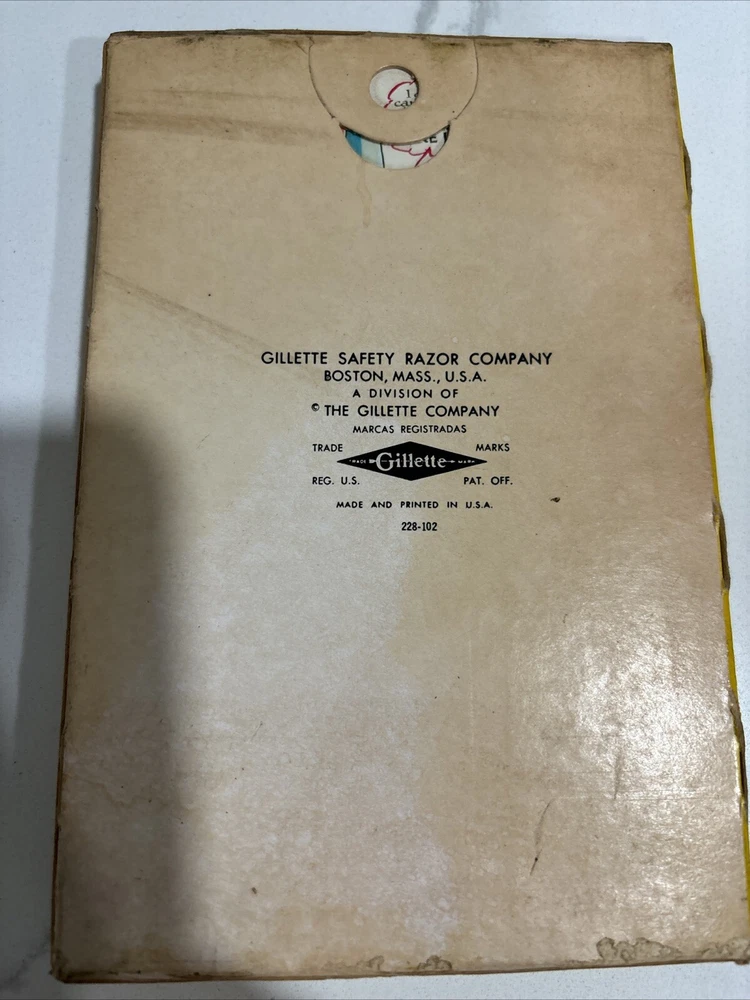 GILLETTE SAFETY RAZOR COMPANY
BOSTON, MASS., U.S.A.
A DIVISION OF
© THE GILLETTE COMPANY
MARCAS REGISTRADAS
TRADE MARKS
Gillette
REG. U.S. PAT. OFF.
MADE AND PRINTED IN U.S.A.
228-102